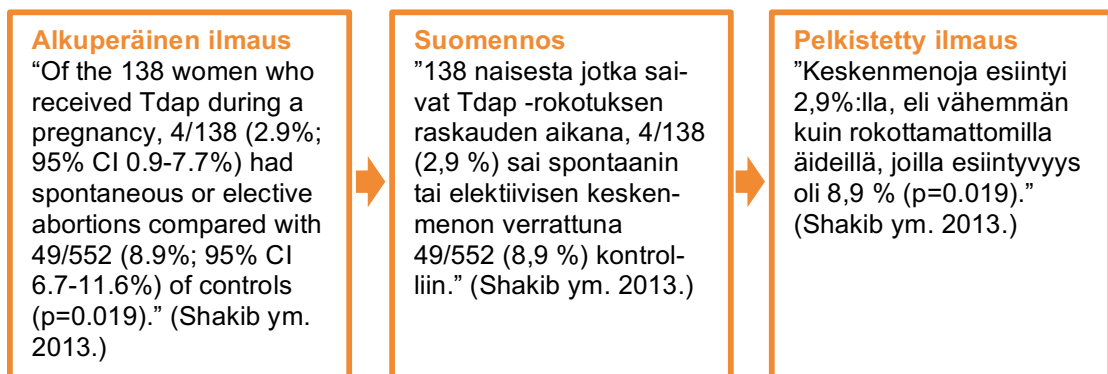 Alkuperäinen ilmaus
“Of the 138 women who
received Tdap during a
pregnancy, 4/138 (2.9%;
95% CI 0.9-7.7%) had
spontaneous or elective
abortions compared with
49/552 (8.9%; 95% CI
6.7-11.6%) of controls
(p=0.019).” (Shakib ym.
2013.)
Suomennos
”138 naisesta jotka sai-
vat Tdap -rokotuksen
raskauden aikana, 4/138
(2,9 %) sai spontaanin
tai elektiivisen kesken-
menon verrattuna
49/552 (8,9 %) kontrol-
liin.” (Shakib ym. 2013.)
Pelkistetty ilmaus
”Keskenmenoja esiintyi
2,9%:lla, eli vähemmän
kuin rokottamattomilla
äideillä, joilla esiintyvyys
oli 8,9 % (p=0.019).”
(Shakib ym. 2013.)